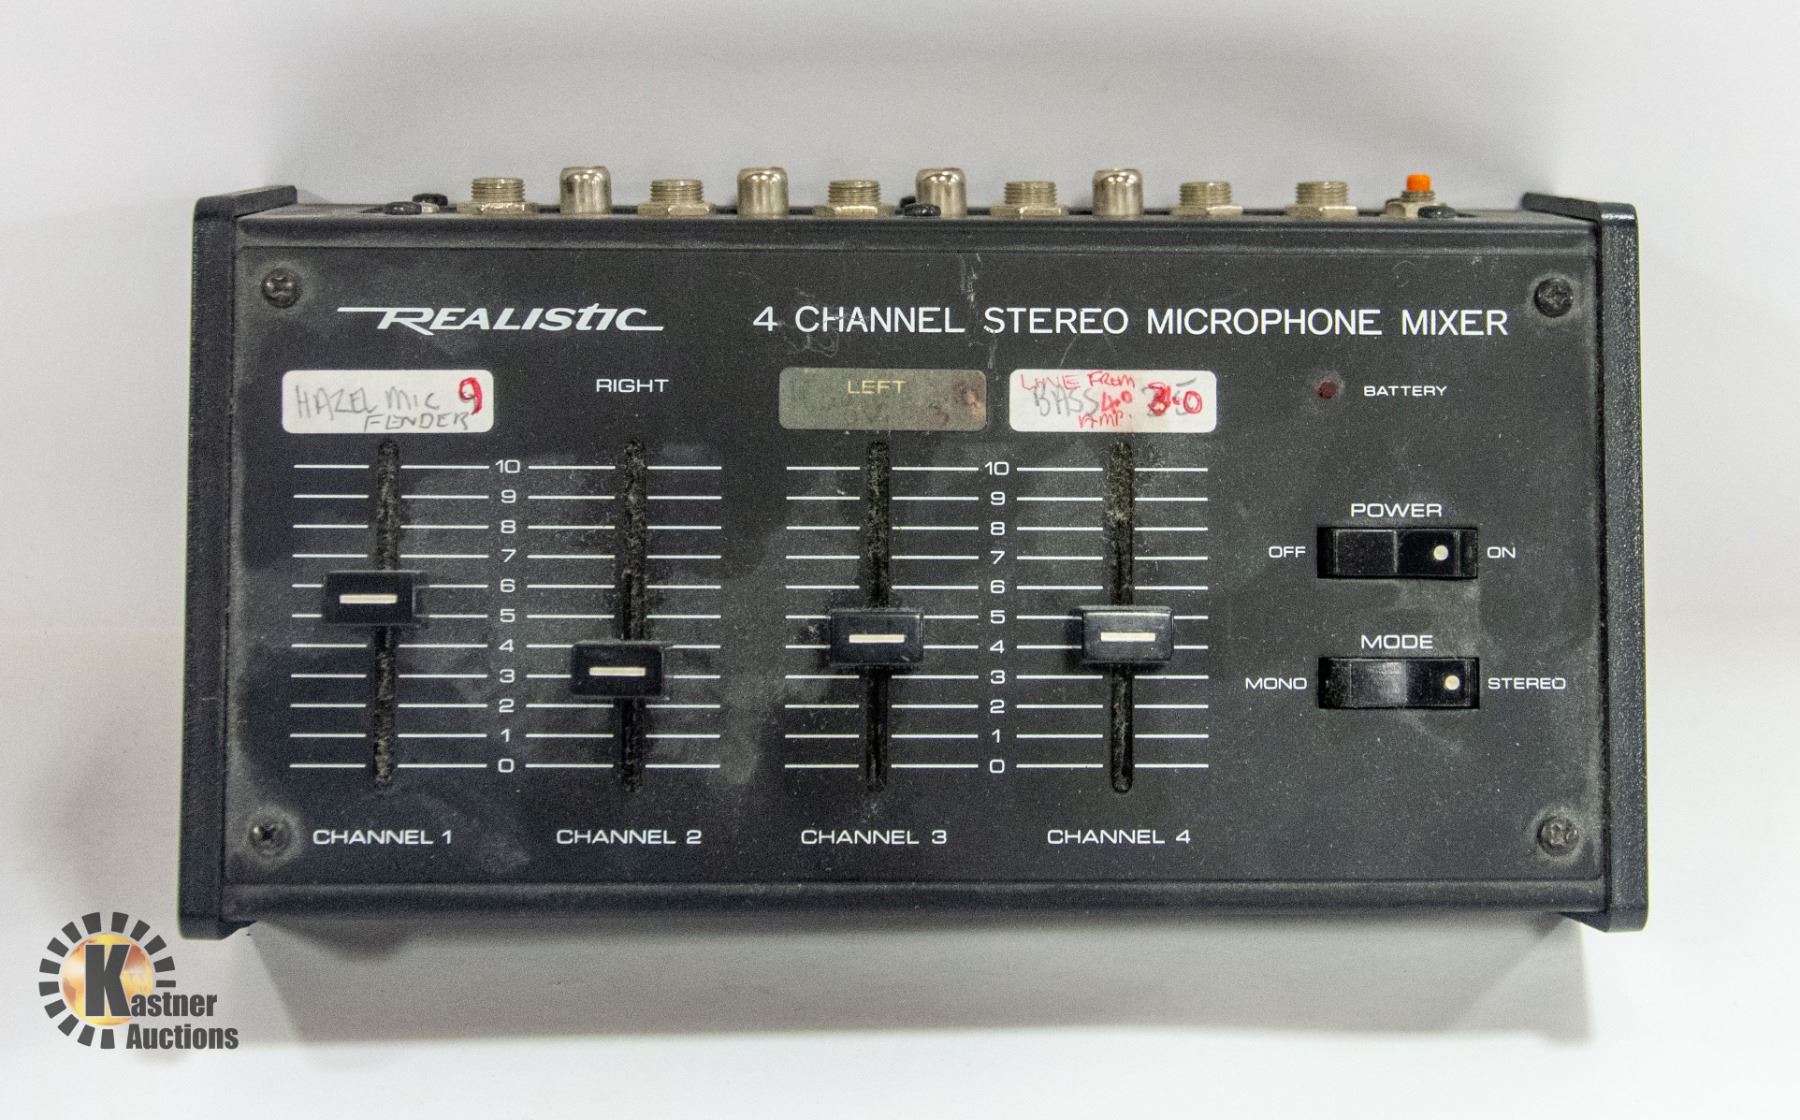 REALISTIC 4 CHANNEL STEREO MICROPHONE MIXER
HAZEL MIC 9
FENDER
RIGHT
LEFT
LINE FROM
BASS
AMP.
BATTERY
10 10
9 9
8 8
7 7
6 6
5 5
4 4
3 3
2 2
1 1
0 0
POWER
OFF ON
MODE
MONO STEREO
CHANNEL 1 CHANNEL 2 CHANNEL 3 CHANNEL 4
Kastner
Auctions